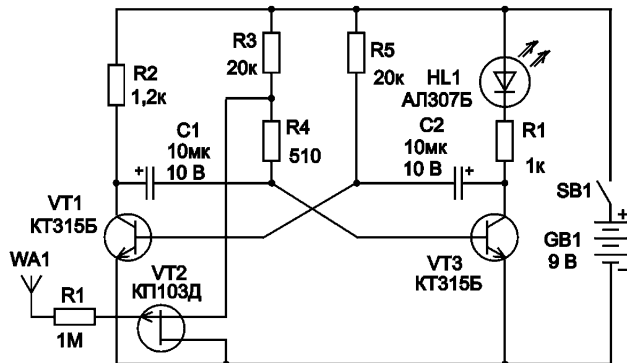 R3
20к
R5
20к
R2
1,2к
HL1
АЛ307Б
C1
10мк
10 В
R4
510
C2
10мк
10 В
R1
1к
+
+
VT1
КТ315Б
SB1
+
GB1
9 В
WA1
VT2
КП103Д
VT3
КТ315Б
R1
1М